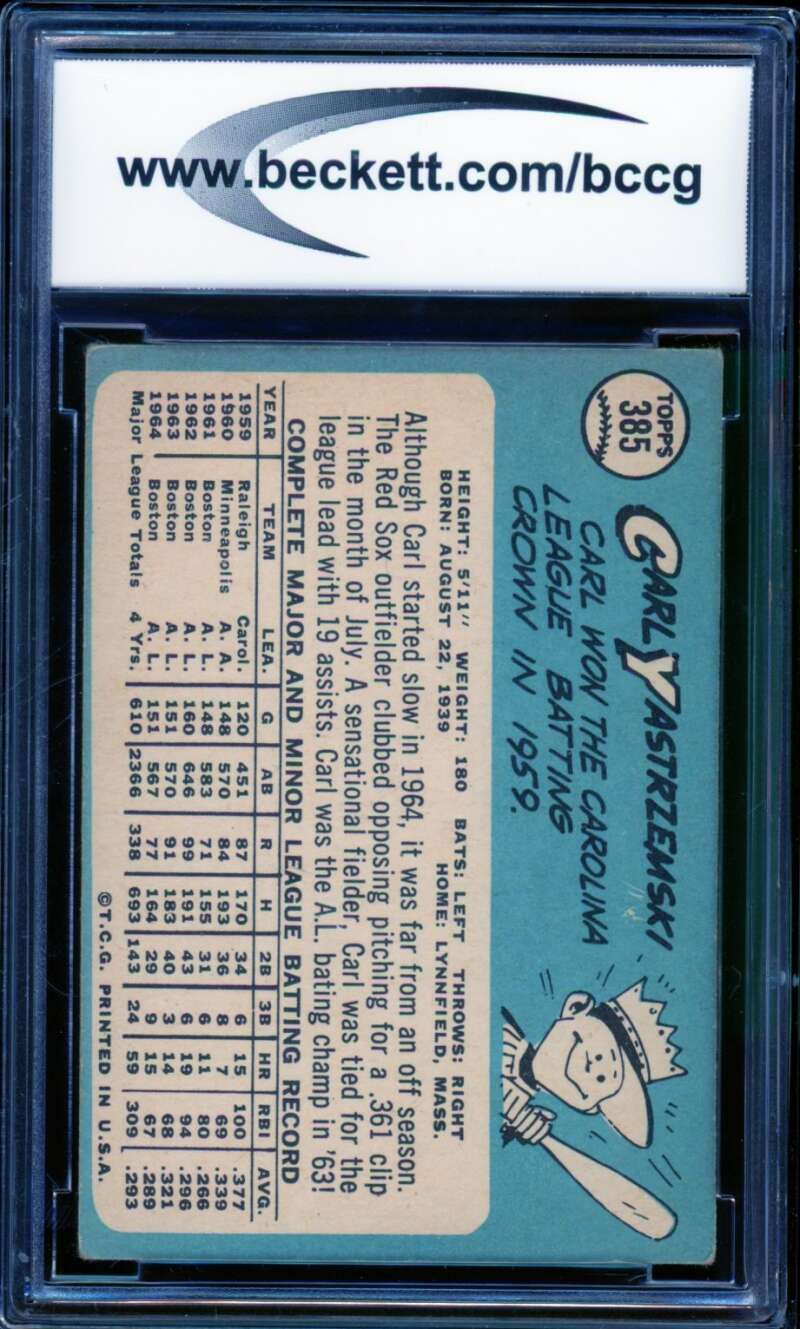 www.beckett.com/bccg
TOPPS
385
CARL YASTRZEMSKI
CARL WON THE CAROLINA
LEAGUE BATTING
CROWN IN 1959.
HEIGHT: 5'11" WEIGHT: 180 BATS: LEFT THROWS: RIGHT
BORN: AUGUST 22, 1939 HOME: LYNNFIELD, MASS.
Although Carl started slow in 1964, it was far from an off season.
The Red Sox outfielder clubbed opposing pitching for a .361 clip
in the month of July. A sensational fielder, Carl was tied for the
league lead with 19 assists. Carl was the A.L. bating champ in '63!
COMPLETE MAJOR AND MINOR LEAGUE BATTING RECORD
YEAR TEAM LEA. G AB R H 2B 3B HR RBI AVG.
1959 Raleigh Carol. 120 451 87 170 34 6 15 100 .377
1960 Minneapolis A. A. 148 570 84 193 36 8 7 69 .339
1961 Boston A. L. 148 583 71 155 31 6 11 80 .266
1962 Boston A. L. 160 646 99 191 43 6 19 94 .296
1963 Boston A. L. 151 570 91 183 40 3 14 68 .321
1964 Boston A. L. 151 567 77 164 29 9 15 67 .289
Major League Totals 4 Yrs. 610 2366 338 693 143 24 59 309 .293
©T.C.G. PRINTED IN U.S.A.